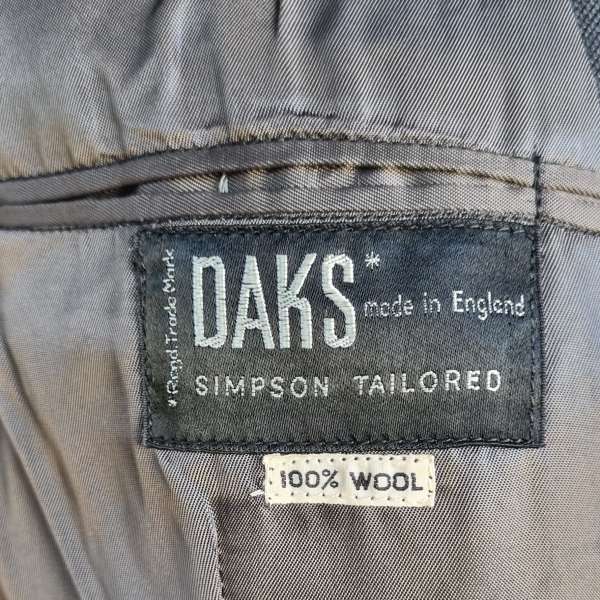 DAKS* made in England
SIMPSON TAILORED
*Regd. Trade Mark
100% WOOL